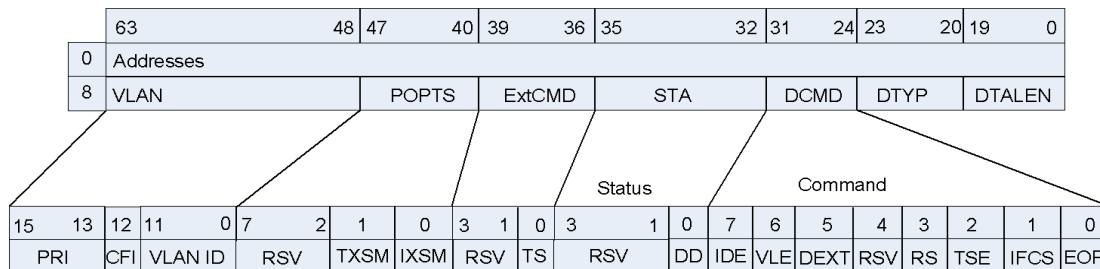 63 48 47 40 39 36 35 32 31 24 23 20 19 0
0 Addresses
8 VLAN POPTS ExtCMD STA DCMD DTYP DTALEN
Status Command
15 13 12 11 0 7 2 1 0 3 1 0 3 1 0 7 6 5 4 3 2 1 0
PRI CFI VLAN ID RSV TXSM IXSM RSV TS RSV DD IDE VLE DEXT RSV RS TSE IFCS EOP